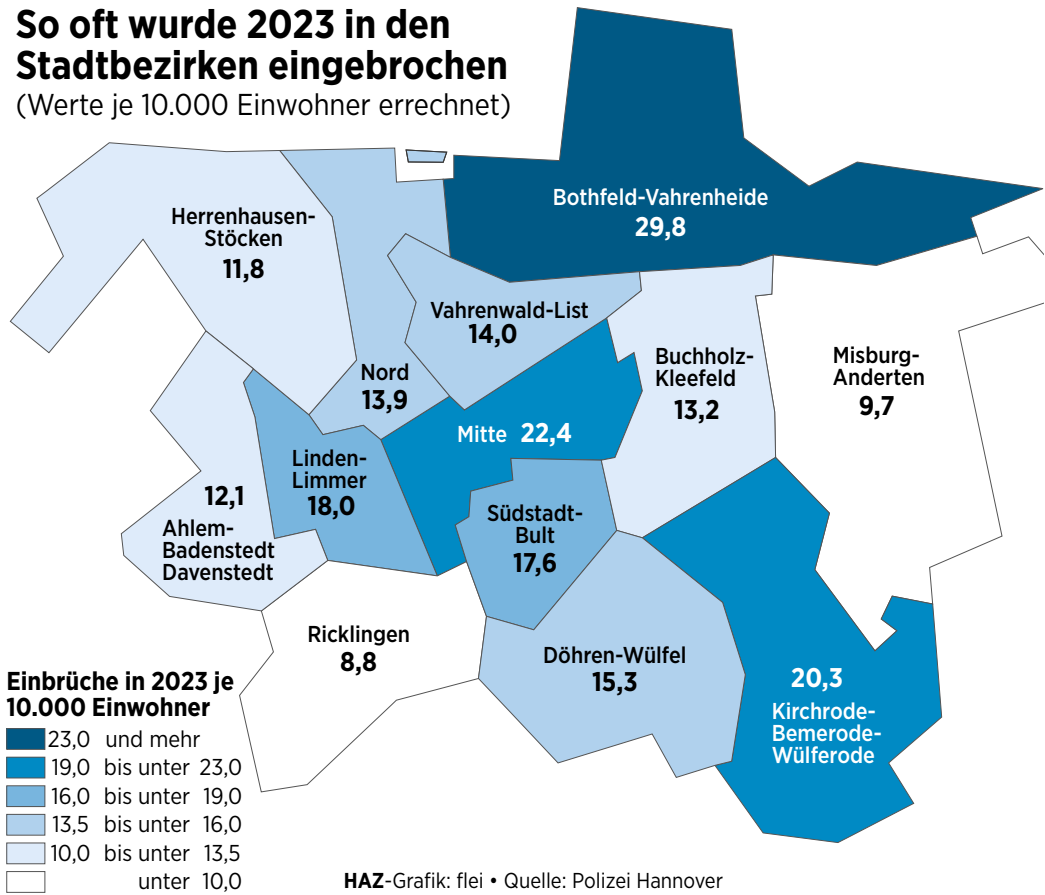 So oft wurde 2023 in den
Stadtbezirken eingebrochen
(Werte je 10.000 Einwohner errechnet)
Bothfeld-Vahrenheide
29,8
Herrenhausen-
Stöcken
11,8
Vahrenwald-List
14,0
Nord
13,9
Buchholz-
Kleefeld
13,2
Misburg-
Anderten
9,7
Mitte 22,4
Linden-
Limmer
18,0
12,1
Ahlem-
Badenstedt
Davenstedt
Südstadt-
Bult
17,6
Ricklingen
8,8
Döhren-Wülfel
15,3
20,3
Kirchrode-
Bemerode-
Wülferode
Einbrüche in 2023 je
10.000 Einwohner
23,0 und mehr
19,0 bis unter 23,0
16,0 bis unter 19,0
13,5 bis unter 16,0
10,0 bis unter 13,5
unter 10,0
HAZ-Grafik: flei • Quelle: Polizei Hannover